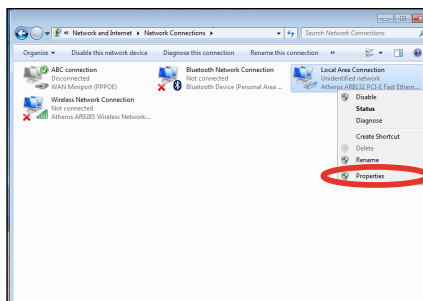 « Network and Internet ▸ Network Connections ▸
Search Network Connections
Organize ▾ Disable this network device Diagnose this connection Rename this connection »
ABC connection
Disconnected
WAN Miniport (PPPOE)
Bluetooth Network Connection
Not connected
Bluetooth Device (Personal Area ...
Local Area Connection
Unidentified network
Atheros AR8132 PCI-E Fast Ethern...
Wireless Network Connection
Not connected
Atheros AR9285 Wireless Network...
Disable
Status
Diagnose
Create Shortcut
Delete
Rename
Properties